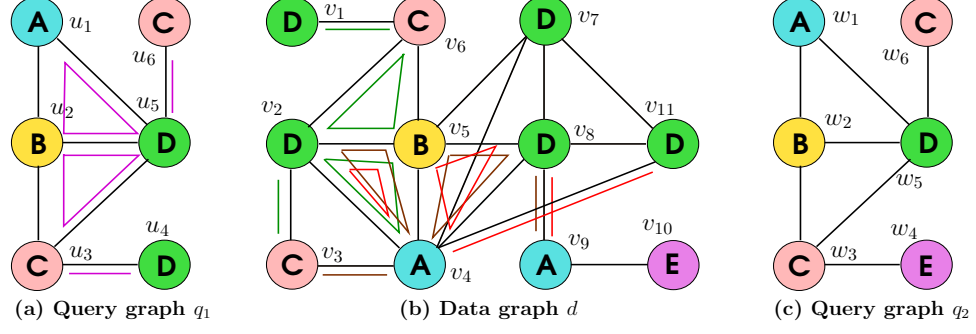 A u1 C
u6
u2 u5
B D
u4
C u3 D
(a) Query graph q1
D v1 C v6 D v7
v2 v5 v8 v11
D B D D
v3 v4 v9 v10
C A A E
(b) Data graph d
A w1 C
w6
w2
B D
w5
C w3 w4 E
(c) Query graph q2